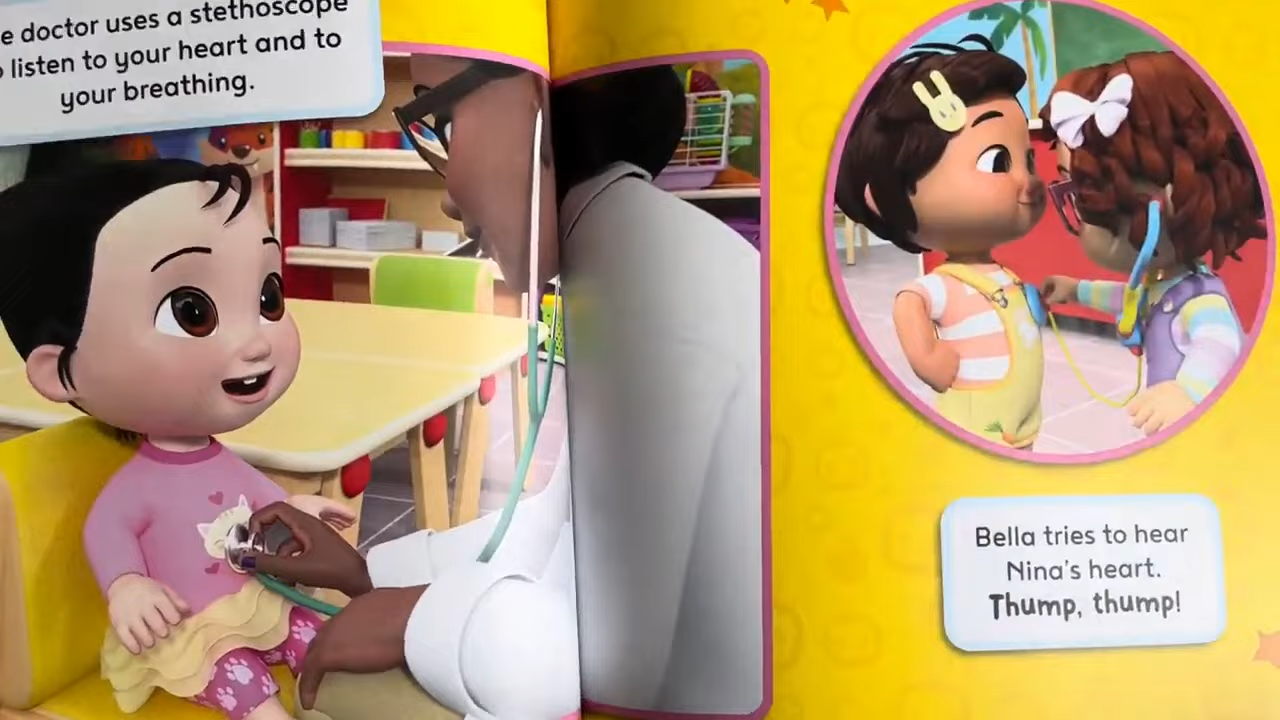 doctor uses a stethoscope
listen to your heart and to
your breathing.
Bella tries to hear
Nina's heart.
Thump, thump!